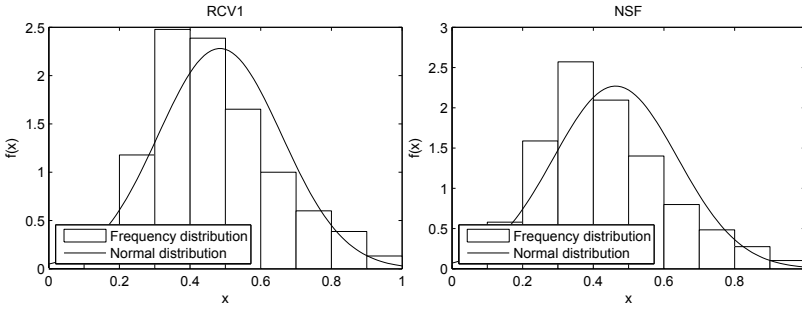 RCV1
2.5
2
1.5
1
0.5
0
f(x)
0
0.2
0.4
0.6
0.8
1
x
Frequency distribution
Normal distribution
NSF
3
2.5
2
1.5
1
0.5
0
f(x)
0
0.2
0.4
0.6
0.8
x
Frequency distribution
Normal distribution